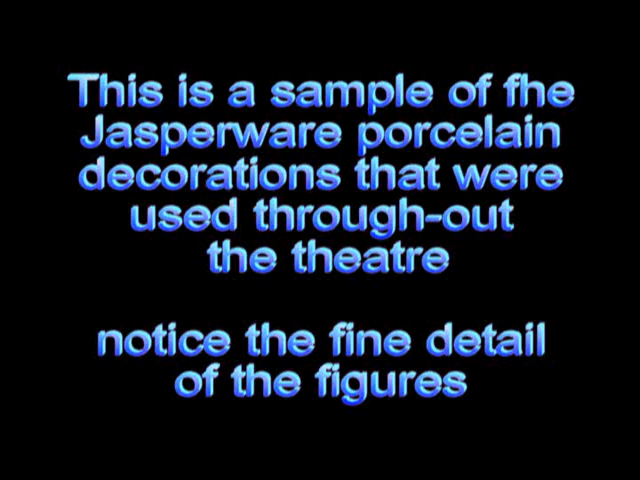 This is a sample of fhe
Jasperware porcelain
decorations that were
used through-out
the theatre
notice the fine detail
of the figures